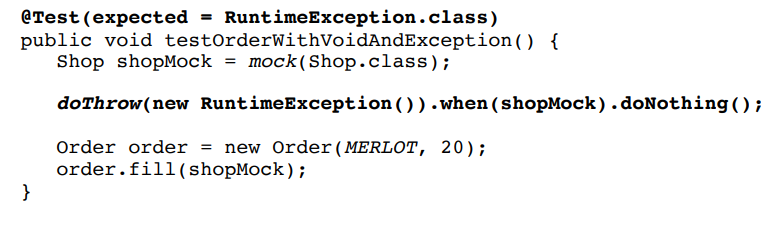 @Test(expected = RuntimeException.class)
public void testOrderWithVoidAndException() {
    Shop shopMock = mock(Shop.class);

    doThrow(new RuntimeException()).when(shopMock).doNothing();

    Order order = new Order(MERLOT, 20);
    order.fill(shopMock);
}